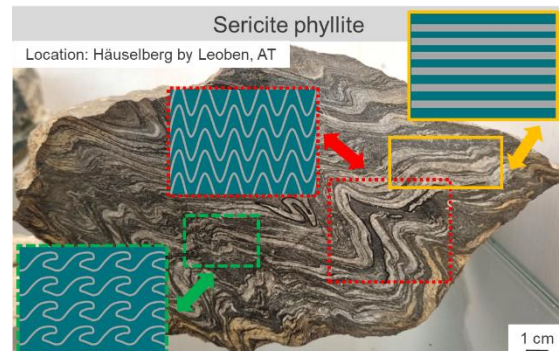 Sericite phyllite
Location: Häuselberg by Leoben, AT
1 cm